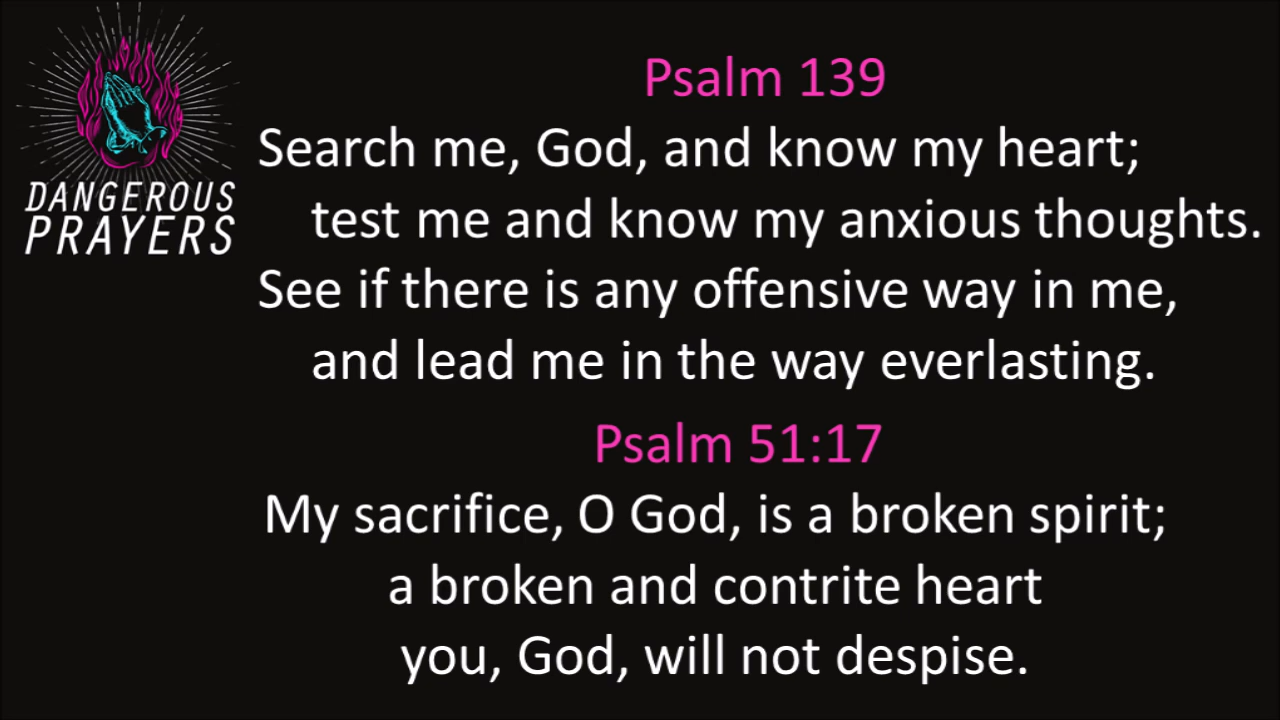 DANGEROUS
PRAYERS
Psalm 139
Search me, God, and know my heart;
test me and know my anxious thoughts.
See if there is any offensive way in me,
and lead me in the way everlasting.
Psalm 51:17
My sacrifice, O God, is a broken spirit;
a broken and contrite heart
you, God, will not despise.